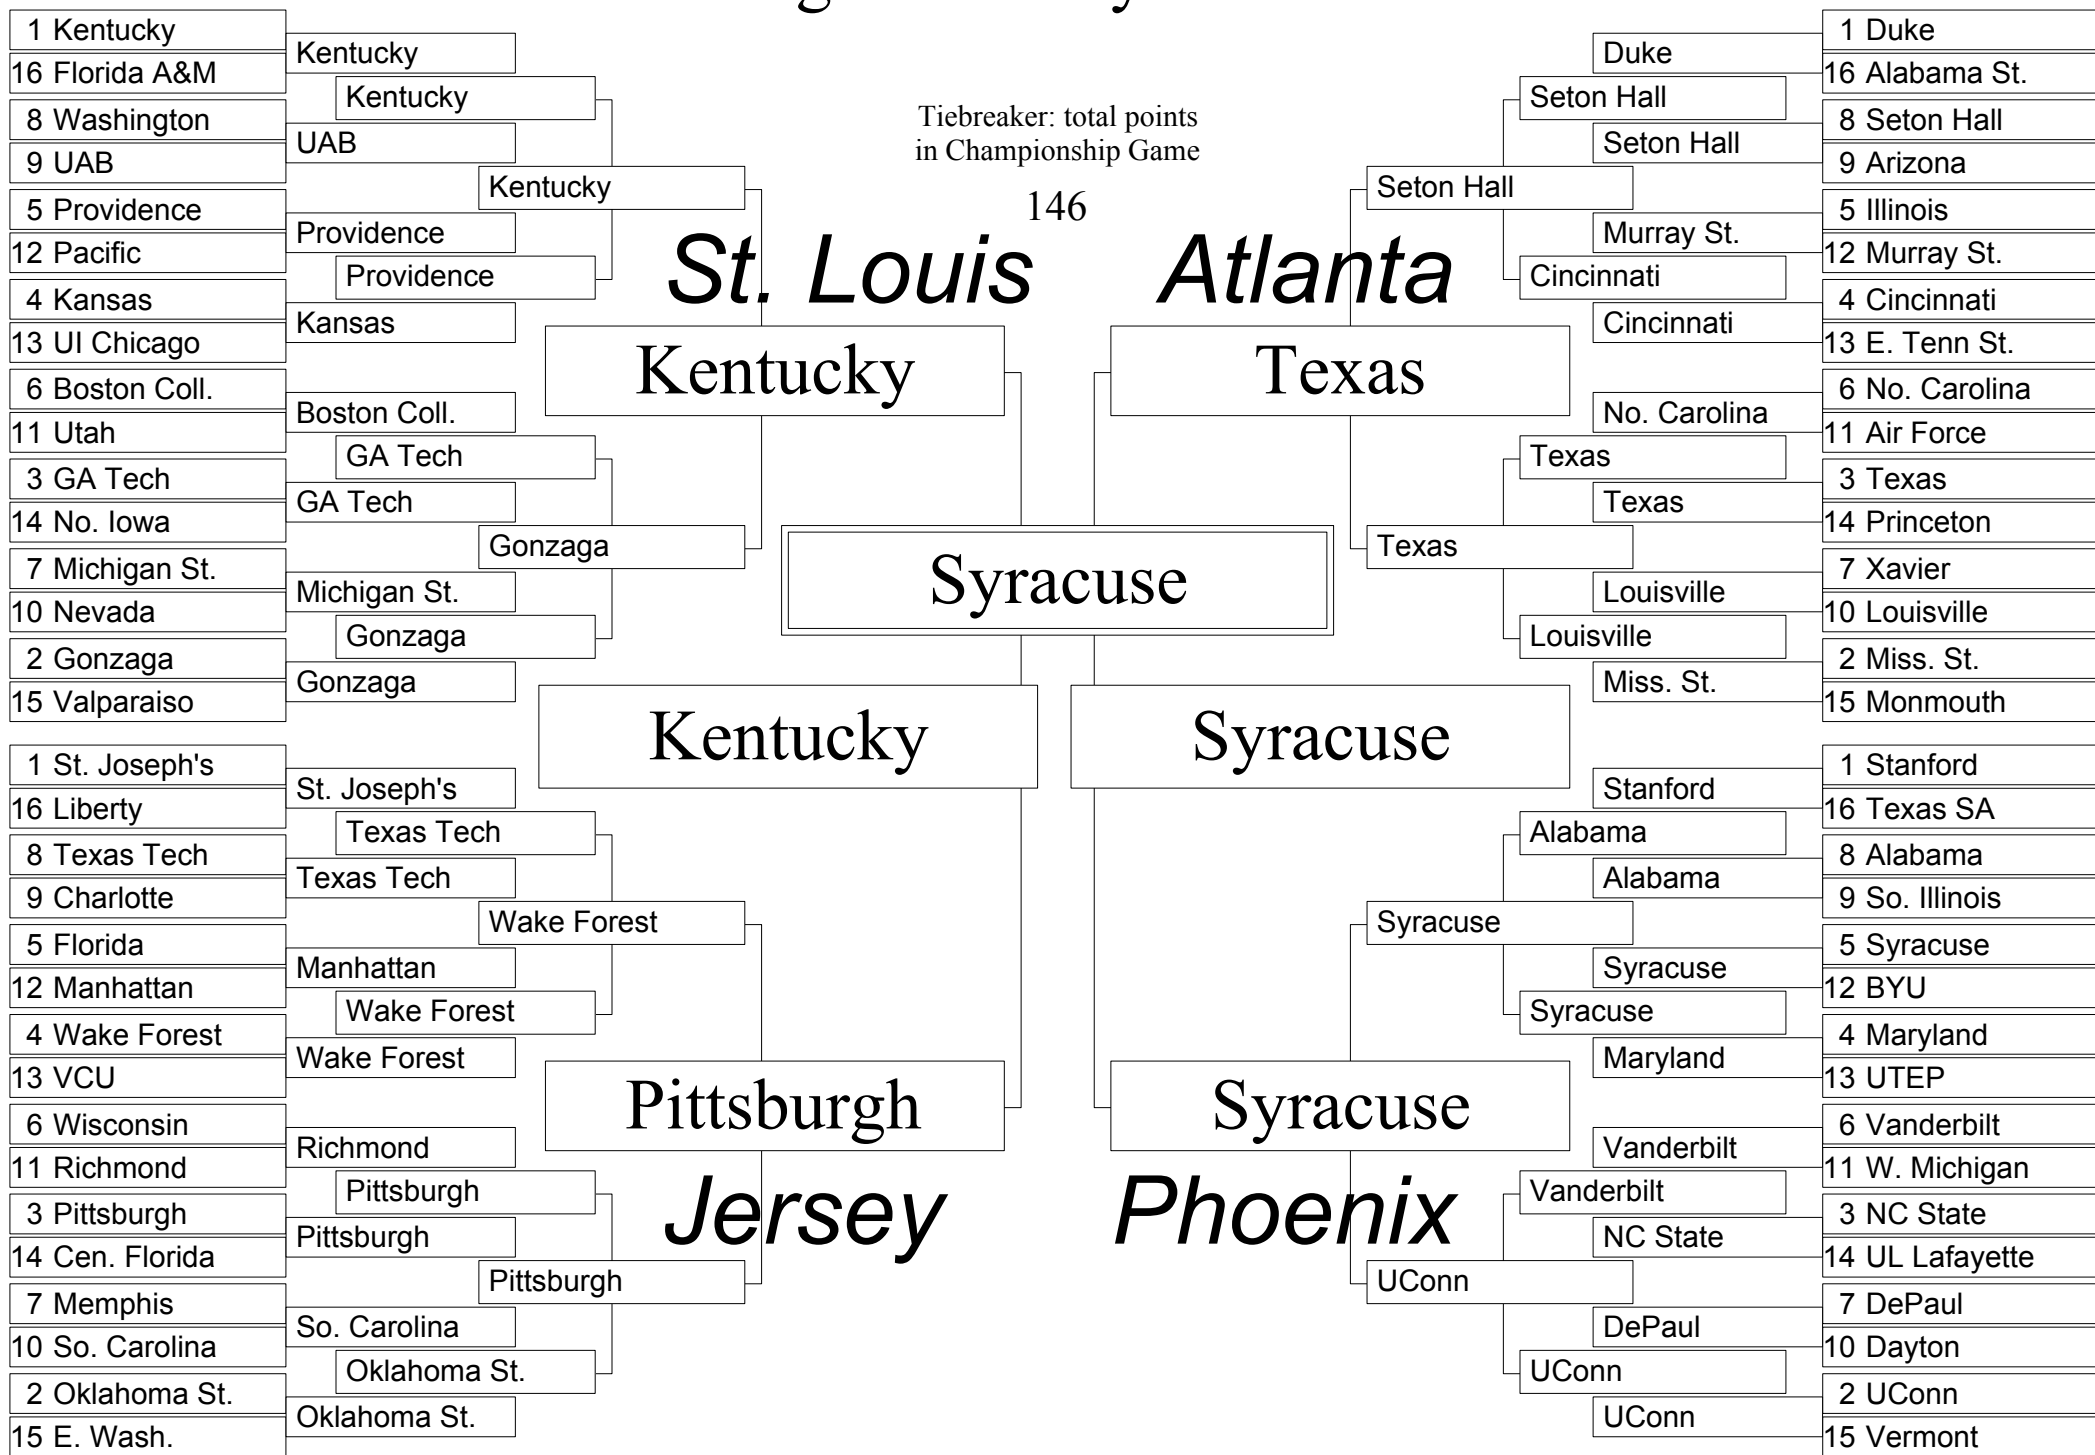 1 Kentucky
16 Florida A&M
8 Washington
9 UAB
5 Providence
12 Pacific
4 Kansas
13 UI Chicago
6 Boston Coll.
11 Utah
3 GA Tech
14 No. Iowa
7 Michigan St.
10 Nevada
2 Gonzaga
15 Valparaiso
Kentucky
UAB
Providence
Kansas
Boston Coll.
GA Tech
Michigan St.
Gonzaga
Kentucky
Providence
GA Tech
Gonzaga
Kentucky
Gonzaga
St. Louis
Kentucky
1 St. Joseph's
16 Liberty
8 Texas Tech
9 Charlotte
5 Florida
12 Manhattan
4 Wake Forest
13 VCU
6 Wisconsin
11 Richmond
3 Pittsburgh
14 Cen. Florida
7 Memphis
10 So. Carolina
2 Oklahoma St.
15 E. Wash.
St. Joseph's
Texas Tech
Manhattan
Wake Forest
Richmond
Pittsburgh
So. Carolina
Oklahoma St.
Texas Tech
Wake Forest
Pittsburgh
Oklahoma St.
Wake Forest
Pittsburgh
Pittsburgh
Jersey
Tiebreaker: total points
in Championship Game
146
Syracuse
Kentucky
Syracuse
Atlanta
Texas
Seton Hall
Texas
Seton Hall
Cincinnati
Texas
Louisville
Duke
Seton Hall
Murray St.
Cincinnati
No. Carolina
Texas
Louisville
Miss. St.
1 Duke
16 Alabama St.
8 Seton Hall
9 Arizona
5 Illinois
12 Murray St.
4 Cincinnati
13 E. Tenn St.
6 No. Carolina
11 Air Force
3 Texas
14 Princeton
7 Xavier
10 Louisville
2 Miss. St.
15 Monmouth
Syracuse
Phoenix
Syracuse
UConn
Alabama
Syracuse
Vanderbilt
UConn
Stanford
Alabama
Syracuse
Maryland
Vanderbilt
NC State
DePaul
UConn
1 Stanford
16 Texas SA
8 Alabama
9 So. Illinois
5 Syracuse
12 BYU
4 Maryland
13 UTEP
6 Vanderbilt
11 W. Michigan
3 NC State
14 UL Lafayette
7 DePaul
10 Dayton
2 UConn
15 Vermont